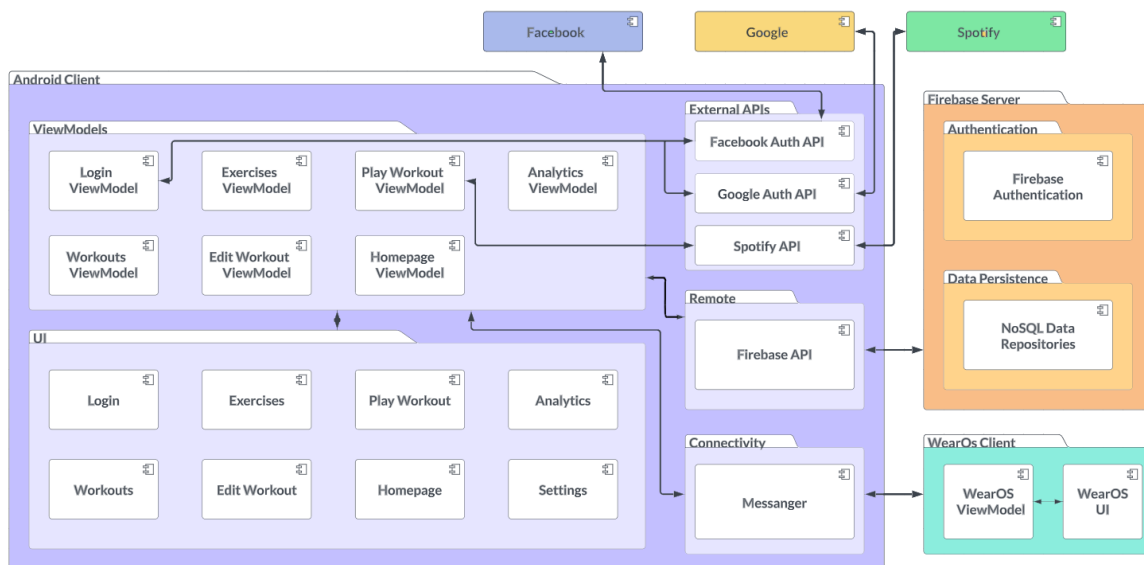 Facebook
Google
Spotify
Android Client
External APIs
Firebase Server
ViewModels
Authentication
Facebook Auth API
Login
ViewModel
Exercises
ViewModel
Play Workout
ViewModel
Analytics
ViewModel
Firebase
Authentication
Google Auth API
Spotify API
Workouts
ViewModel
Edit Workout
ViewModel
Homepage
ViewModel
Data Persistence
Remote
NoSQL Data
Repositories
UI
Firebase API
Login
Exercises
Play Workout
Analytics
Connectivity
WearOs Client
Workouts
Edit Workout
Homepage
Settings
Messanger
WearOS
ViewModel
WearOS
UI